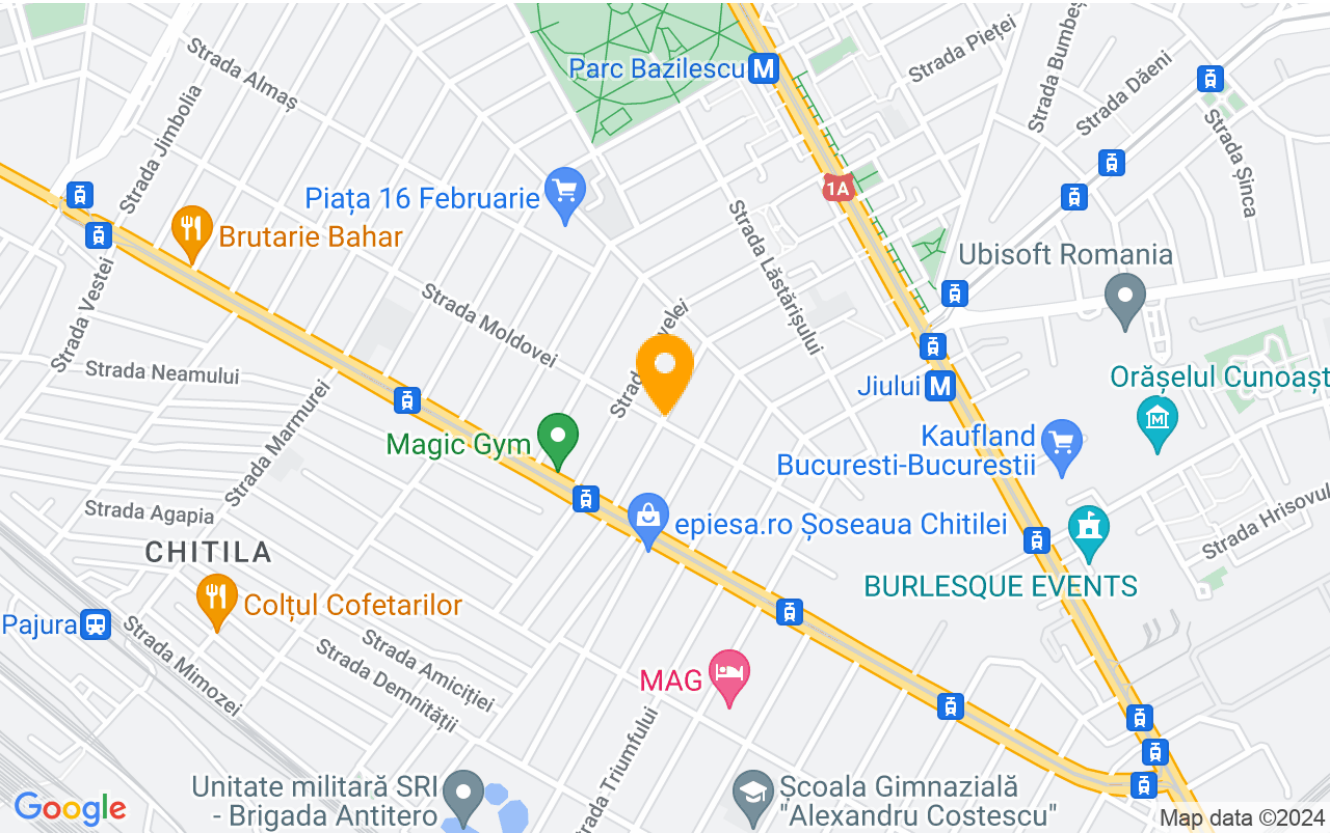 Strada Almaș
Parc Bazilescu
M
Strada Pieței
Strada Dăeni
Strada Jimbolia
Strada Șinca
Piața 16 Februarie
1A
Brutarie Bahar
Strada Lăstărișului
Ubisoft Romania
Strada Vestei
Strada Moldovei
Strada Neamului
Jiului
M
Orășelul Cunoașt
Strada Marmurei
Magic Gym
Kaufland
Bucuresti-Bucurestii
Strada Agapia
epiesa.ro Șoseaua Chitilei
Strada Hrisovul
CHITILA
BURLESQUE EVENTS
Colțul Cofetarilor
Pajura
Strada Mimozei
Strada Amiciției
Strada Demnității
MAG
Strada Triumfului
Unitate militară SRI
- Brigada Antitero
Școala Gimnazială
"Alexandru Costescu"
Google
Map data ©2024